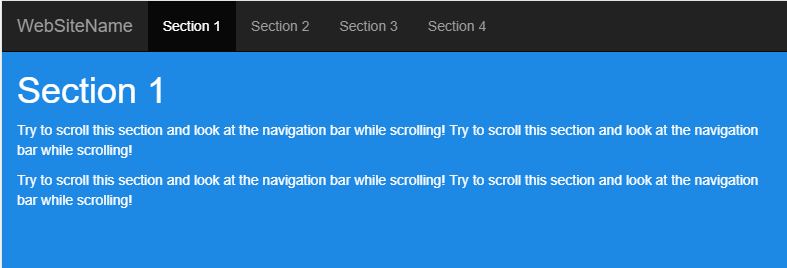 WebSiteName Section 1 Section 2 Section 3 Section 4
Section 1
Try to scroll this section and look at the navigation bar while scrolling! Try to scroll this section and look at the navigation
bar while scrolling!
Try to scroll this section and look at the navigation bar while scrolling! Try to scroll this section and look at the navigation
bar while scrolling!